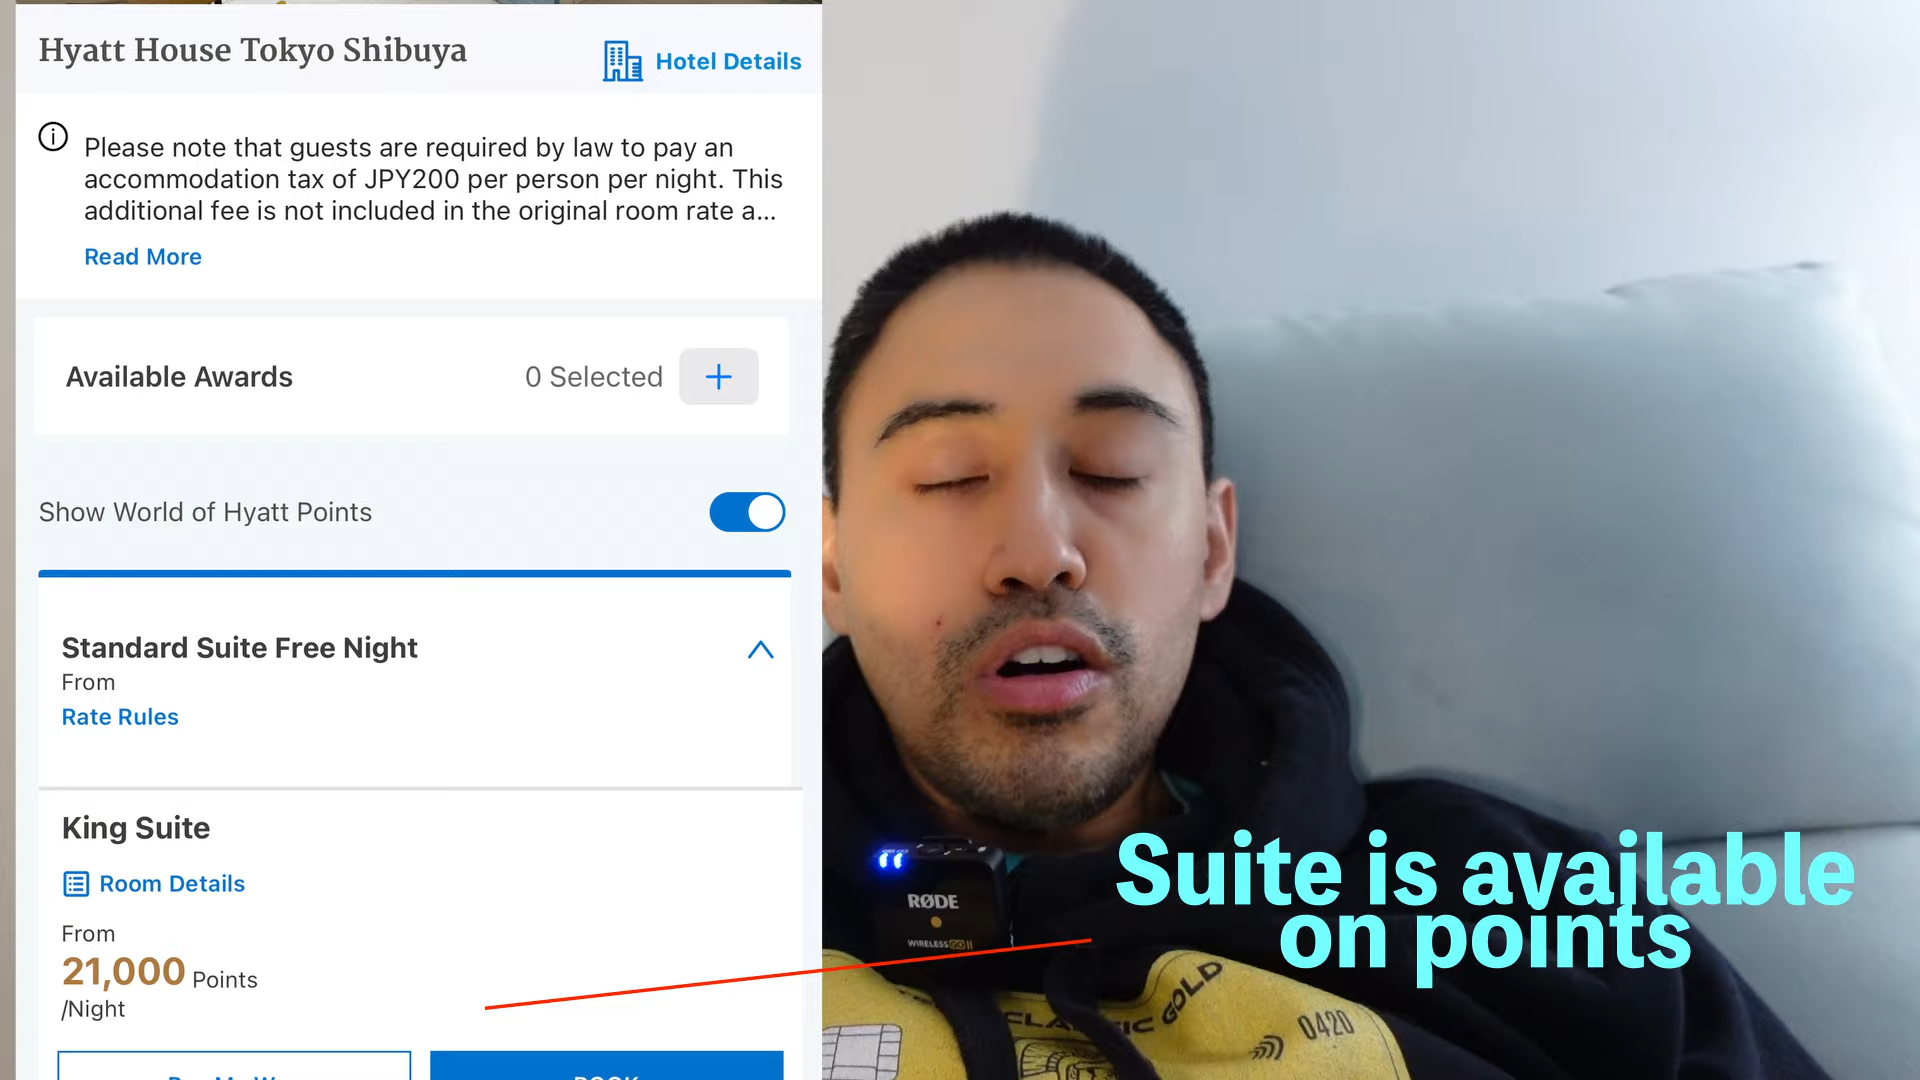 Hyatt House Tokyo Shibuya
Hotel Details
Please note that guests are required by law to pay an
accommodation tax of JPY200 per person per night. This
additional fee is not included in the original room rate a...
Read More
Available Awards
0 Selected
Show World of Hyatt Points
Standard Suite Free Night
From
Rate Rules
King Suite
Room Details
From
21,000 Points
/Night
Suite is available
on points
RØDE
WIRELESS GO II
GOLD
0420